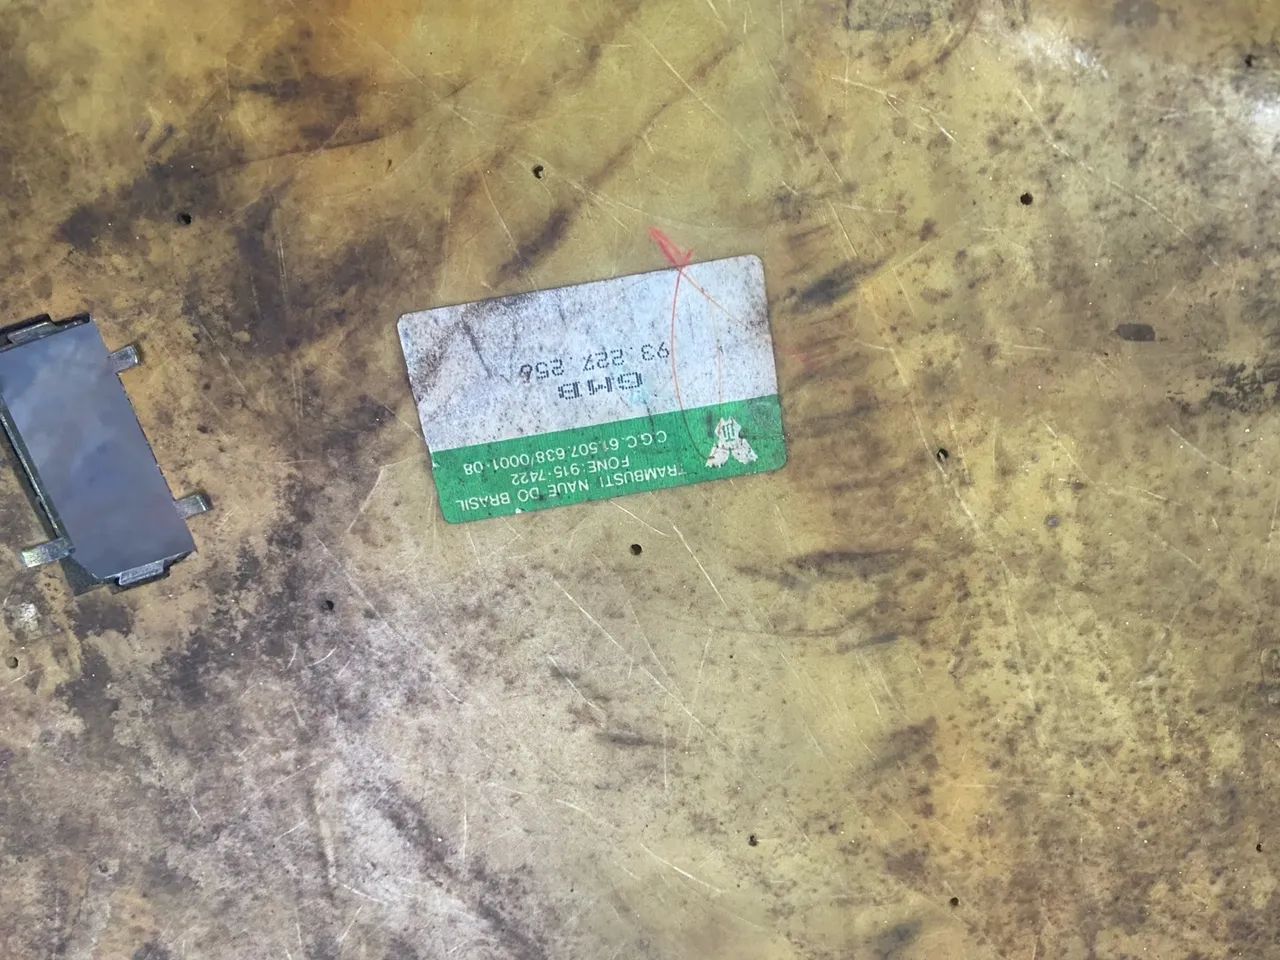 TRAMBUSTI NAUE DO BRASIL
FONE: 915-7422
C.G.C. 61.507.638/0001-08
GMB
93.227.256